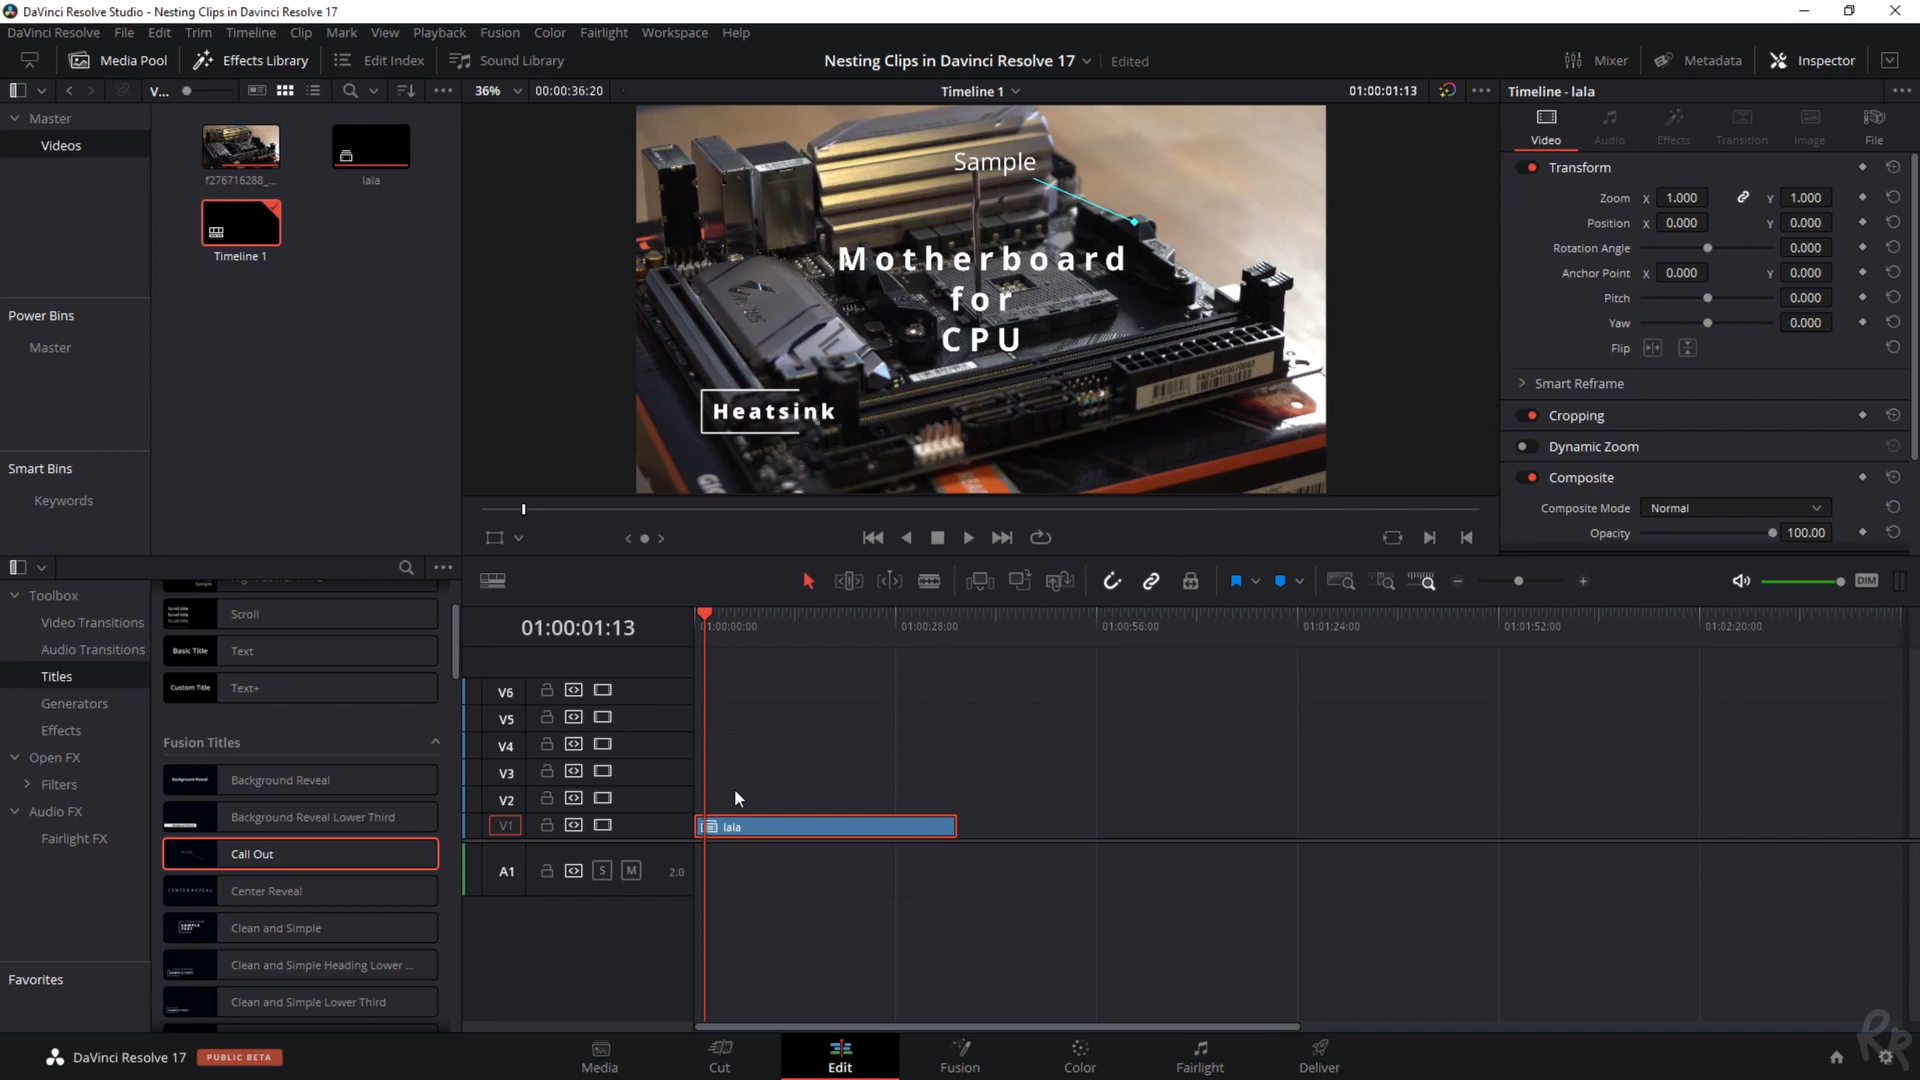 DaVinci Resolve Studio - Nesting Clips in Davinci Resolve 17
DaVinci Resolve File Edit Trim Timeline Clip Mark View Playback Fusion Color Fairlight Workspace Help
Media Pool Effects Library Edit Index Sound Library Nesting Clips in Davinci Resolve 17 Edited Mixer Metadata Inspector
V... 36% 00:00:36:20 Timeline 1 01:00:01:13 Timeline - lala
Master
Videos
f276716288_...
lala
Timeline 1
Power Bins
Master
Smart Bins
Keywords
Sample
Motherboard
for
CPU
Heatsink
Video Audio Effects Transition Image File
Transform
Zoom X 1.000 Y 1.000
Position X 0.000 Y 0.000
Rotation Angle 0.000
Anchor Point X 0.000 Y 0.000
Pitch 0.000
Yaw 0.000
Flip
Smart Reframe
Cropping
Dynamic Zoom
Composite
Composite Mode Normal
Opacity 100.00
DIM
Toolbox
Video Transitions
Audio Transitions
Titles
Generators
Effects
Open FX
Filters
Audio FX
Fairlight FX
Favorites
Scroll
Basic Title Text
Custom Title Text+
Fusion Titles
Background Reveal
Background Reveal Lower Third
Call Out
Center Reveal
Clean and Simple
Clean and Simple Heading Lower ...
Clean and Simple Lower Third
01:00:01:13
01:00:00:00 01:00:28:00 01:00:56:00 01:01:24:00 01:01:52:00 01:02:20:00
V6
V5
V4
V3
V2
V1 lala
A1 S M 2.0
DaVinci Resolve 17 PUBLIC BETA
Media Cut Edit Fusion Color Fairlight Deliver
RR